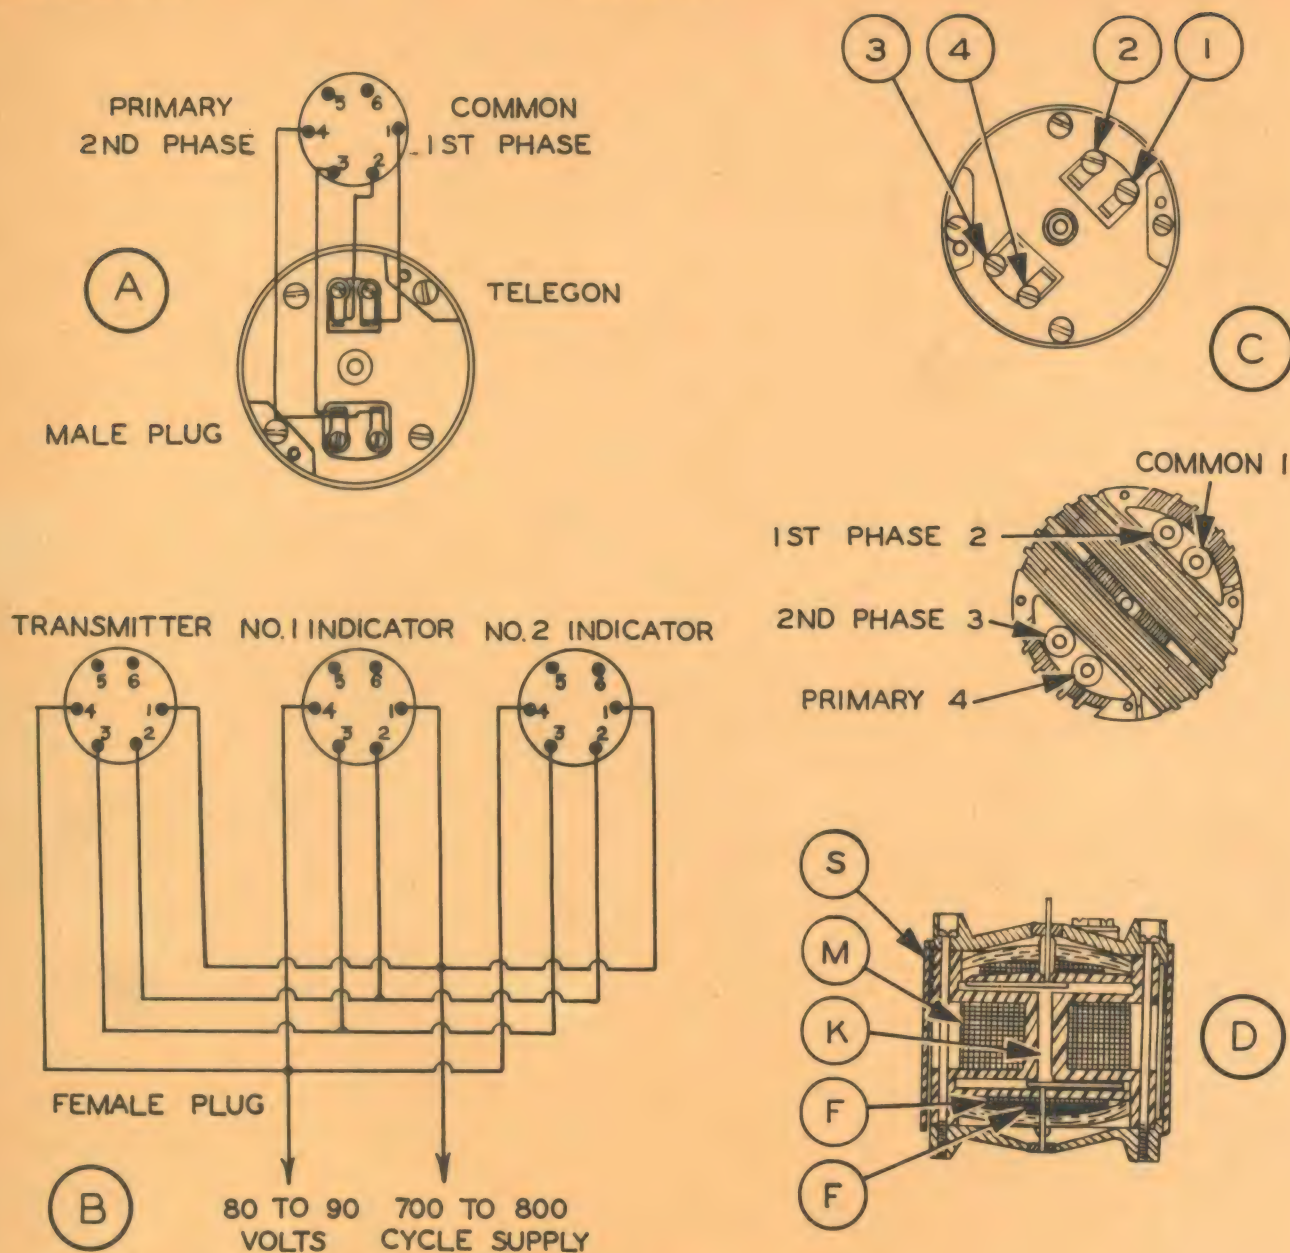 PRIMARY
2ND PHASE
COMMON
1ST PHASE
5 6
4 1
3 2
A
TELEGON
MALE PLUG
3 4 2 1
C
COMMON 1
1ST PHASE 2
2ND PHASE 3
PRIMARY 4
TRANSMITTER NO. 1 INDICATOR NO. 2 INDICATOR
5 6 5 6 5 6
4 1 4 1 4 1
3 2 3 2 3 2
FEMALE PLUG
B
80 TO 90
VOLTS
700 TO 800
CYCLE SUPPLY
S
M
K
F
F
D